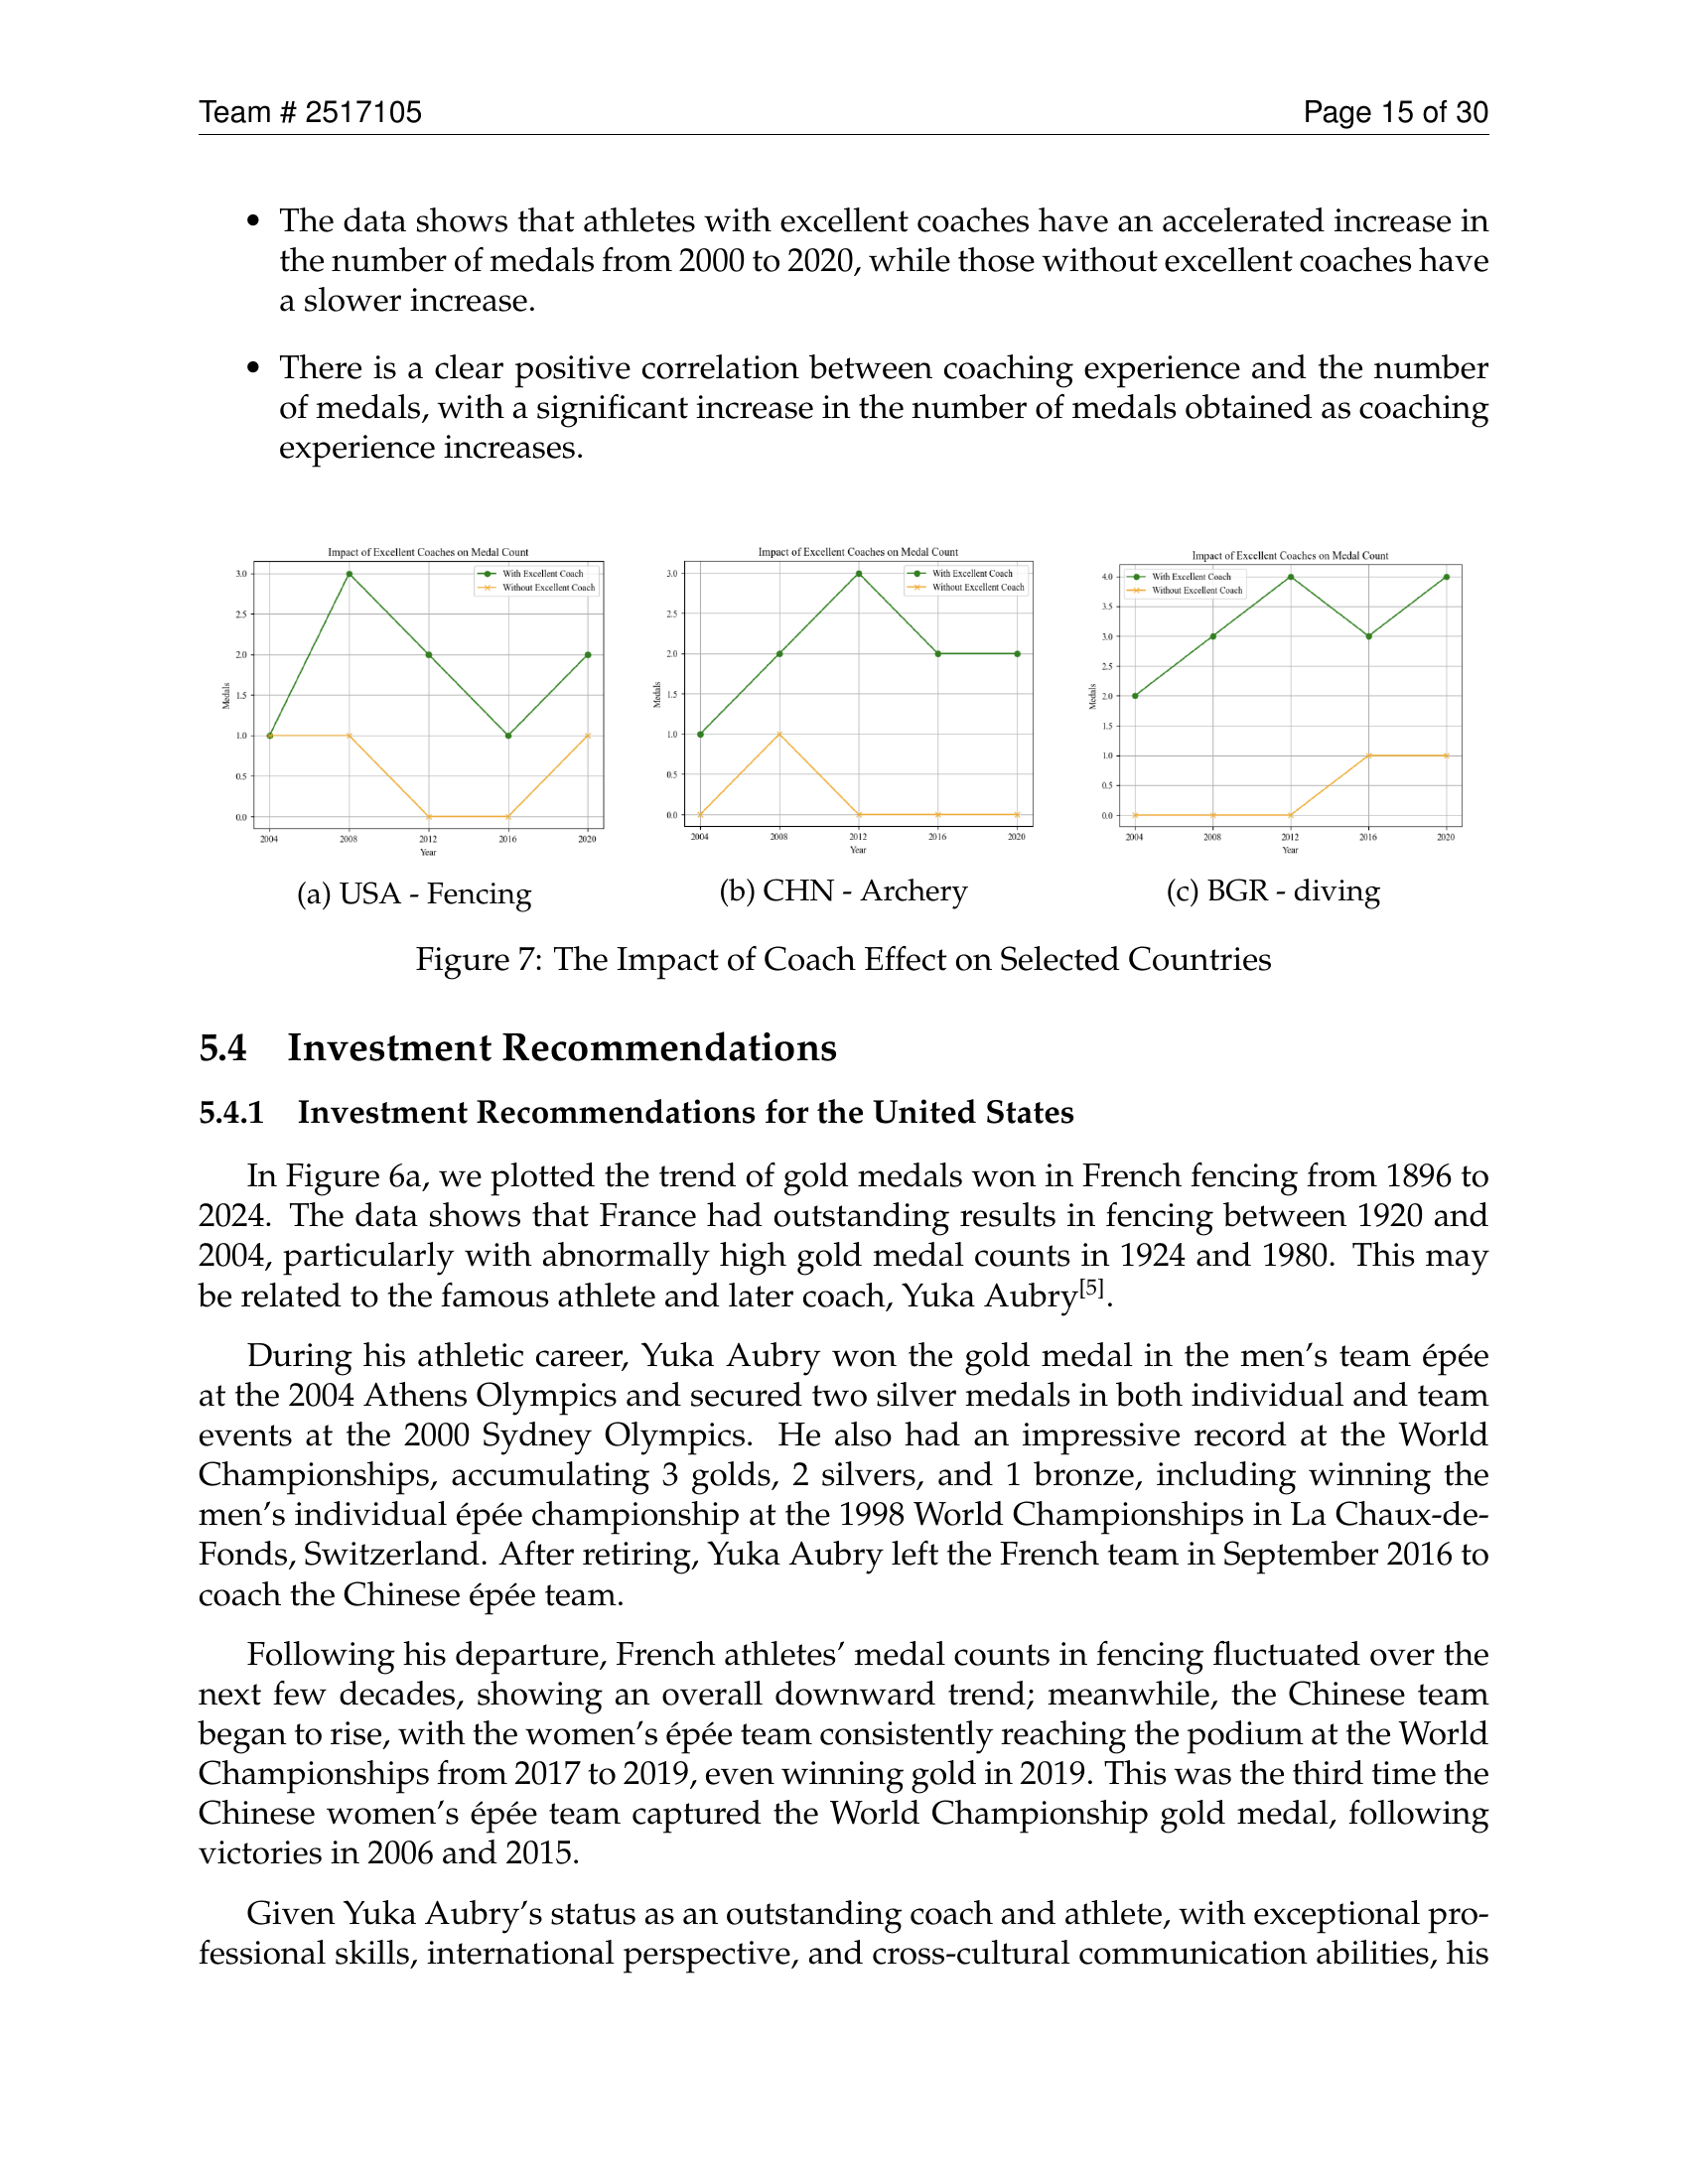 Team # 2517105 Page 15 of 30
• The data shows that athletes with excellent coaches have an accelerated increase in
the number of medals from 2000 to 2020, while those without excellent coaches have
a slower increase.
• There is a clear positive correlation between coaching experience and the number
of medals, with a significant increase in the number of medals obtained as coaching
experience increases.
Impact of Excellent Coaches on Medal Count
With Excellent Coach
Without Excellent Coach
3.0
2.5
2.0
1.5
1.0
0.5
0.0
Medals
2004 2008 2012 2016 2020
Year
(a) USA - Fencing
Impact of Excellent Coaches on Medal Count
With Excellent Coach
Without Excellent Coach
3.0
2.5
2.0
1.5
1.0
0.5
0.0
Medals
2004 2008 2012 2016 2020
Year
(b) CHN - Archery
Impact of Excellent Coaches on Medal Count
With Excellent Coach
Without Excellent Coach
4.0
3.5
3.0
2.5
2.0
1.5
1.0
0.5
0.0
Medals
2004 2008 2012 2016 2020
Year
(c) BGR - diving
Figure 7: The Impact of Coach Effect on Selected Countries
5.4 Investment Recommendations
5.4.1 Investment Recommendations for the United States
In Figure 6a, we plotted the trend of gold medals won in French fencing from 1896 to
2024. The data shows that France had outstanding results in fencing between 1920 and
2004, particularly with abnormally high gold medal counts in 1924 and 1980. This may
be related to the famous athlete and later coach, Yuka Aubry[5].
During his athletic career, Yuka Aubry won the gold medal in the men's team épée
at the 2004 Athens Olympics and secured two silver medals in both individual and team
events at the 2000 Sydney Olympics. He also had an impressive record at the World
Championships, accumulating 3 golds, 2 silvers, and 1 bronze, including winning the
men's individual épée championship at the 1998 World Championships in La Chaux-de-
Fonds, Switzerland. After retiring, Yuka Aubry left the French team in September 2016 to
coach the Chinese épée team.
Following his departure, French athletes' medal counts in fencing fluctuated over the
next few decades, showing an overall downward trend; meanwhile, the Chinese team
began to rise, with the women's épée team consistently reaching the podium at the World
Championships from 2017 to 2019, even winning gold in 2019. This was the third time the
Chinese women's épée team captured the World Championship gold medal, following
victories in 2006 and 2015.
Given Yuka Aubry's status as an outstanding coach and athlete, with exceptional pro-
fessional skills, international perspective, and cross-cultural communication abilities, his